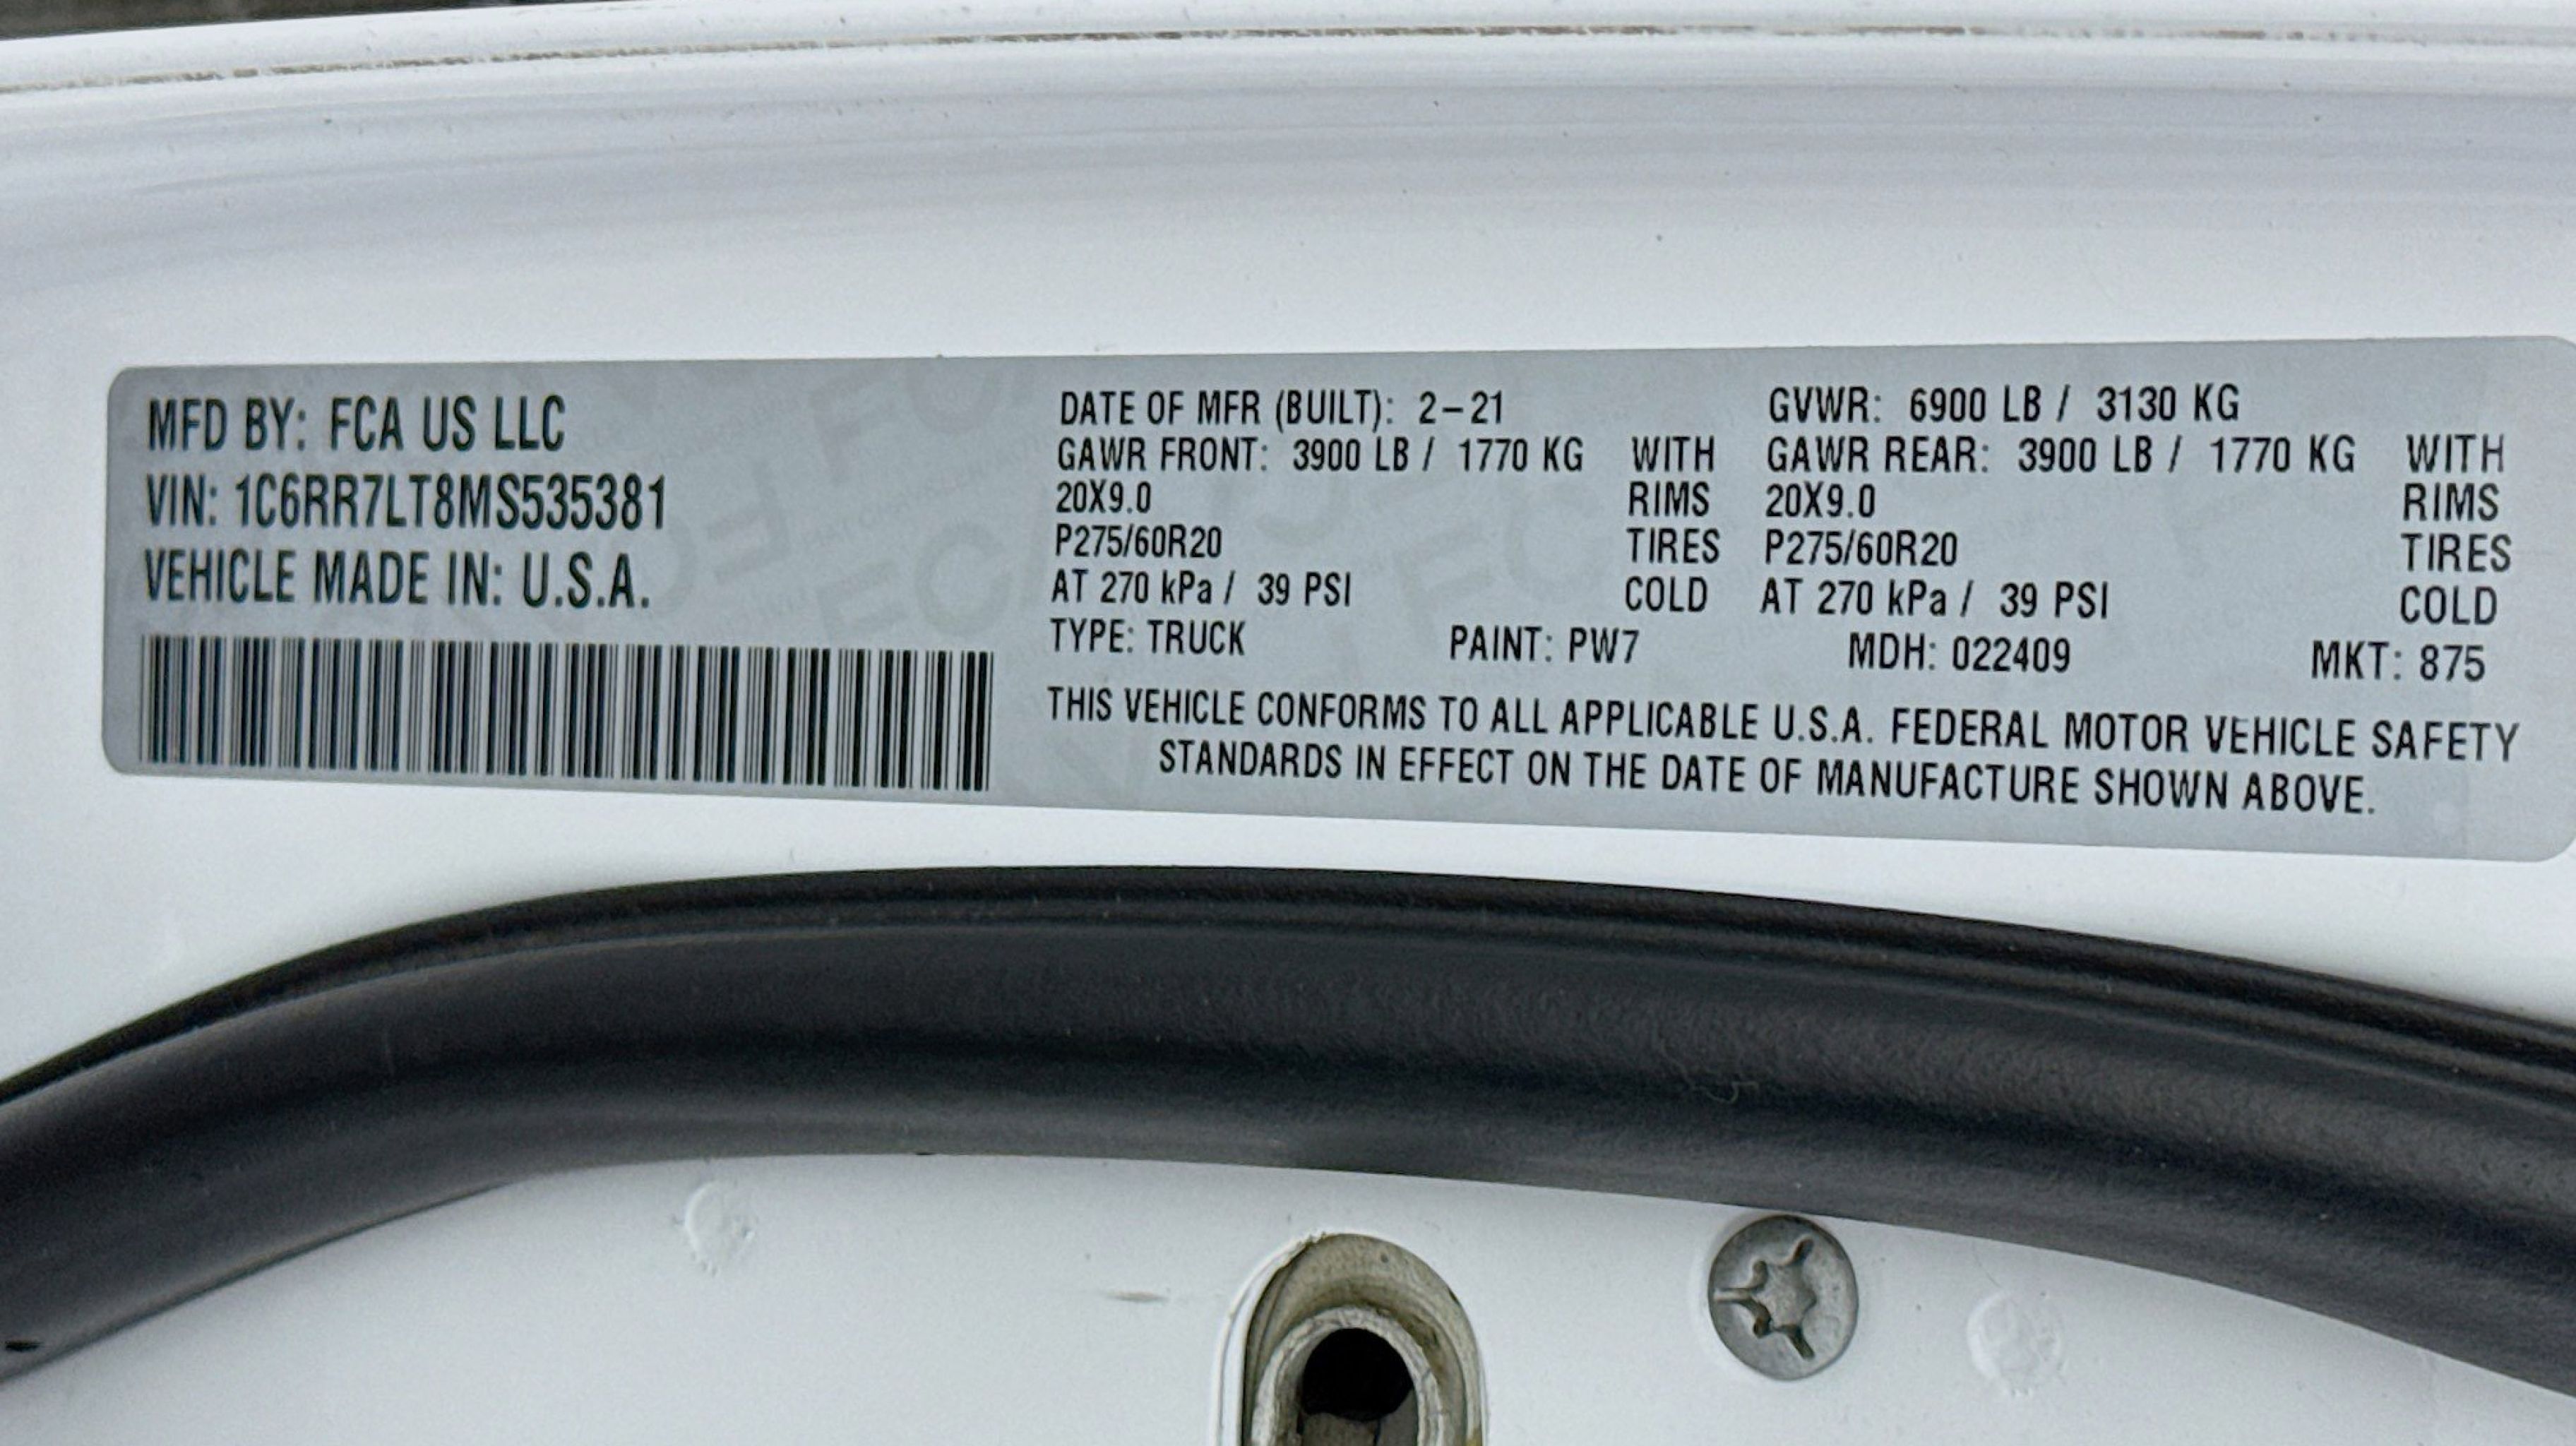 MFD BY: FCA US LLC
VIN: 1C6RR7LT8MS535381
VEHICLE MADE IN: U.S.A.
DATE OF MFR (BUILT): 2-21 GVWR: 6900 LB / 3130 KG
GAWR FRONT: 3900 LB / 1770 KG WITH GAWR REAR: 3900 LB / 1770 KG WITH
20X9.0 RIMS 20X9.0 RIMS
P275/60R20 TIRES P275/60R20 TIRES
AT 270 kPa / 39 PSI COLD AT 270 kPa / 39 PSI COLD
TYPE: TRUCK PAINT: PW7 MDH: 022409 MKT: 875
THIS VEHICLE CONFORMS TO ALL APPLICABLE U.S.A. FEDERAL MOTOR VEHICLE SAFETY
STANDARDS IN EFFECT ON THE DATE OF MANUFACTURE SHOWN ABOVE.